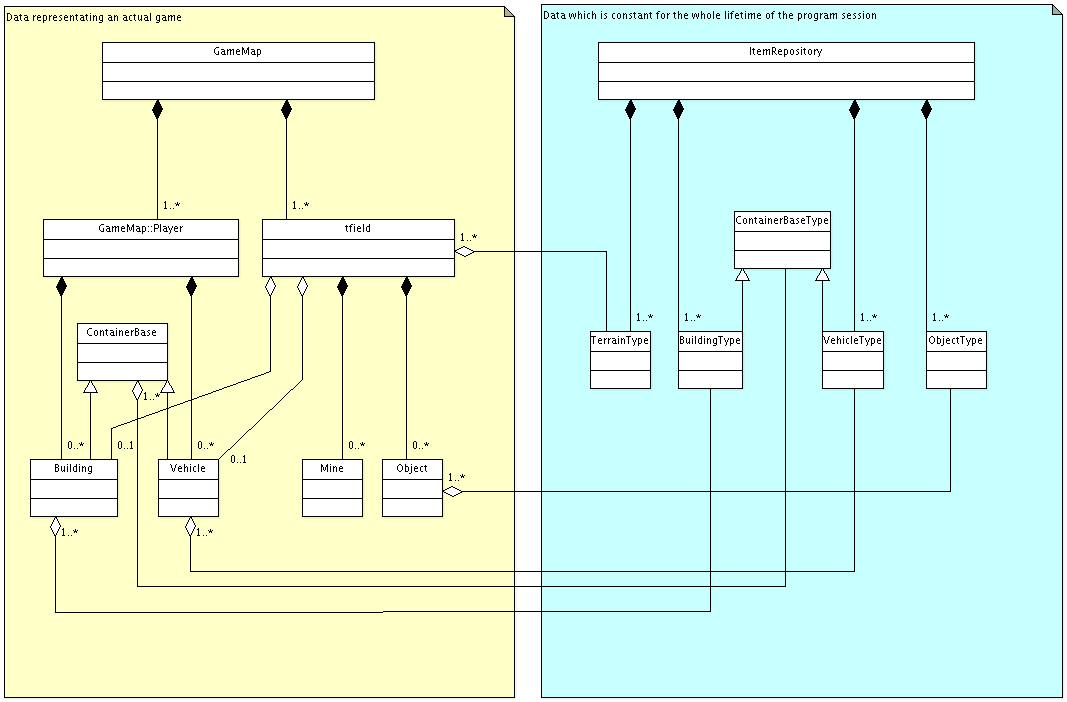 Data representating an actual game
GameMap
1..*
1..*
GameMap::Player
tfield
1..*
ContainerBase
1..*
0..*
0..1
0..*
0..1
0..*
0..*
Building
Vehicle
Mine
Object
1..*
1..*
1..*
Data which is constant for the whole lifetime of the program session
ItemRepository
ContainerBaseType
1..*
1..*
1..*
1..*
TerrainType
BuildingType
VehicleType
ObjectType